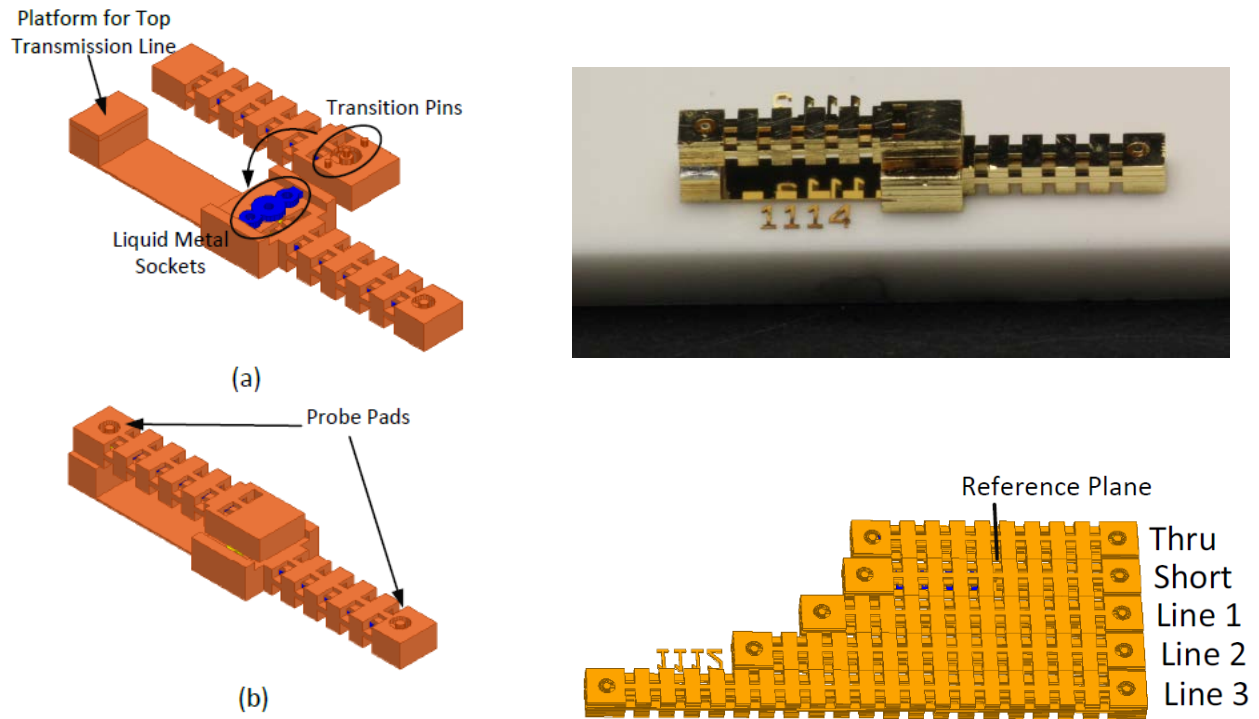 Platform for Top
Transmission Line
Transition Pins
Liquid Metal
Sockets
(a)
Probe Pads
(b)
1114
Reference Plane
Thru
Short
Line 1
Line 2
Line 3